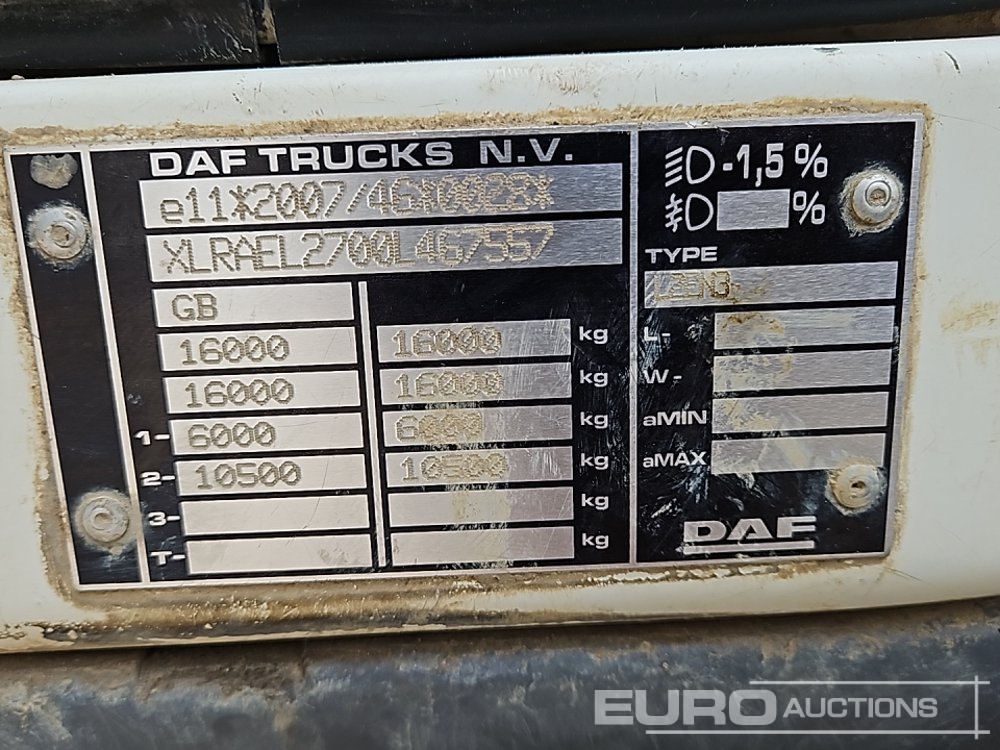 DAF TRUCKS N.V.
e11*2007/46*0028*
XLRAEL2700L467557
GB
16000 16000 kg
16000 16000 kg
1- 6000 6000 kg
2- 10500 10500 kg
3- kg
T- kg
-1,5 %
%
TYPE
L-
W-
aMIN
aMAX
DAF
EURO AUCTIONS